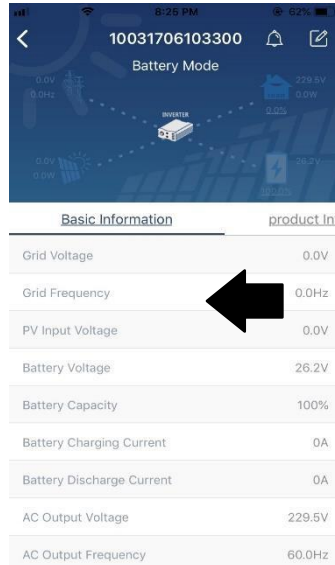 8:25 PM 62%
10031706103300
Battery Mode
0.0V
0.0Hz
229.5V
0.0W
0.0%
INVERTER
0.0V
0.0W
26.2V
100.0%
Basic Information product In
Grid Voltage 0.0V
Grid Frequency 0.0Hz
PV Input Voltage 0.0V
Battery Voltage 26.2V
Battery Capacity 100%
Battery Charging Current 0A
Battery Discharge Current 0A
AC Output Voltage 229.5V
AC Output Frequency 60.0Hz